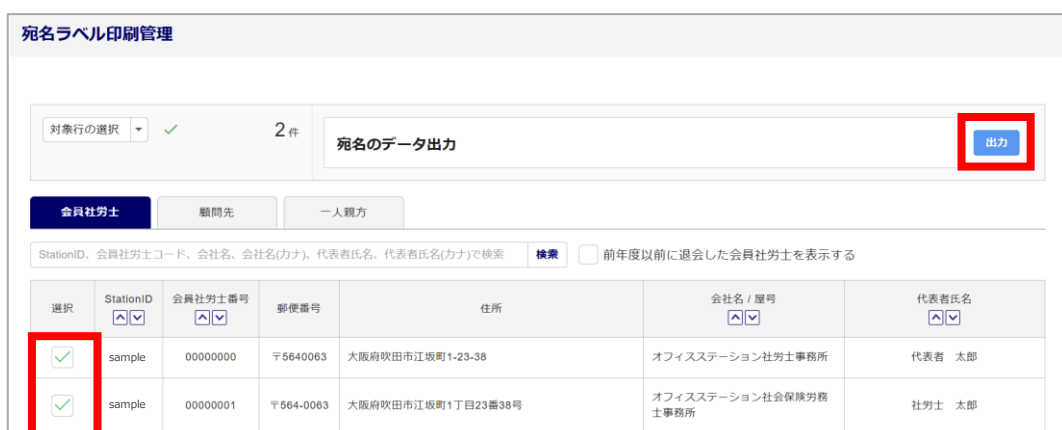 宛名ラベル印刷管理
対象行の選択 2件
宛名のデータ出力 出力
会員社労士 顧問先 一人親方
StationID、会員社労士コード、会社名、会社名(カナ)、代表者氏名、代表者氏名(カナ)で検索 検索 前年度以前に退会した会員社労士を表示する
選択 StationID 会員社労士番号 郵便番号 住所 会社名 / 屋号 代表者氏名
sample 00000000 〒5640063 大阪府吹田市江坂町1-23-38 オフィスステーション社労士事務所 代表者 太郎
sample 00000001 〒564-0063 大阪府吹田市江坂町1丁目23番38号 オフィスステーション社会保険労務
士事務所 社労士 太郎